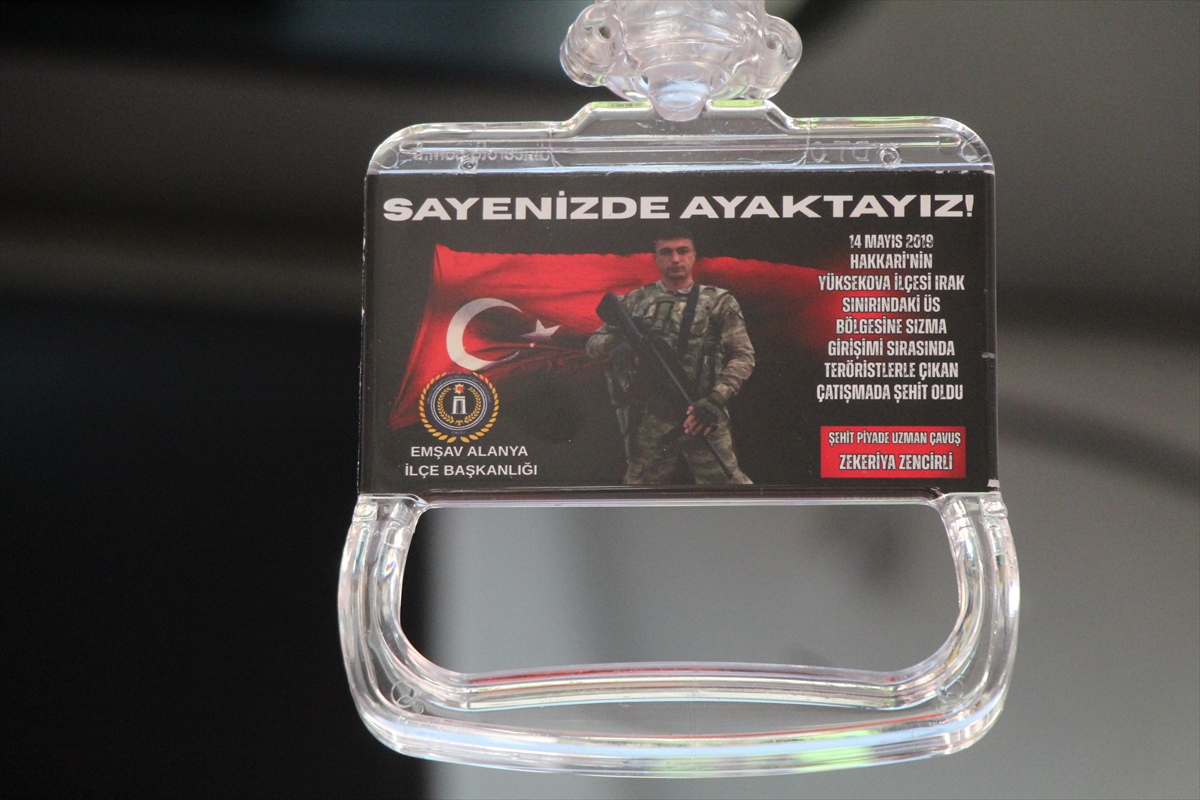 SAYENİZDE AYAKTAYIZ!
14 MAYIS 2019
HAKKARİ'NİN
YÜKSEKOVA İLÇESİ IRAK
SINIRINDAKİ ÜS
BÖLGESİNE SIZMA
GİRİŞİMİ SIRASINDA
TERÖRİSTLERLE ÇIKAN
ÇATIŞMADA ŞEHİT OLDU
ŞEHİT PİYADE UZMAN ÇAVUŞ
ZEKERİYA ZENCİRLİ
EMŞAV ALANYA
İLÇE BAŞKANLIĞI